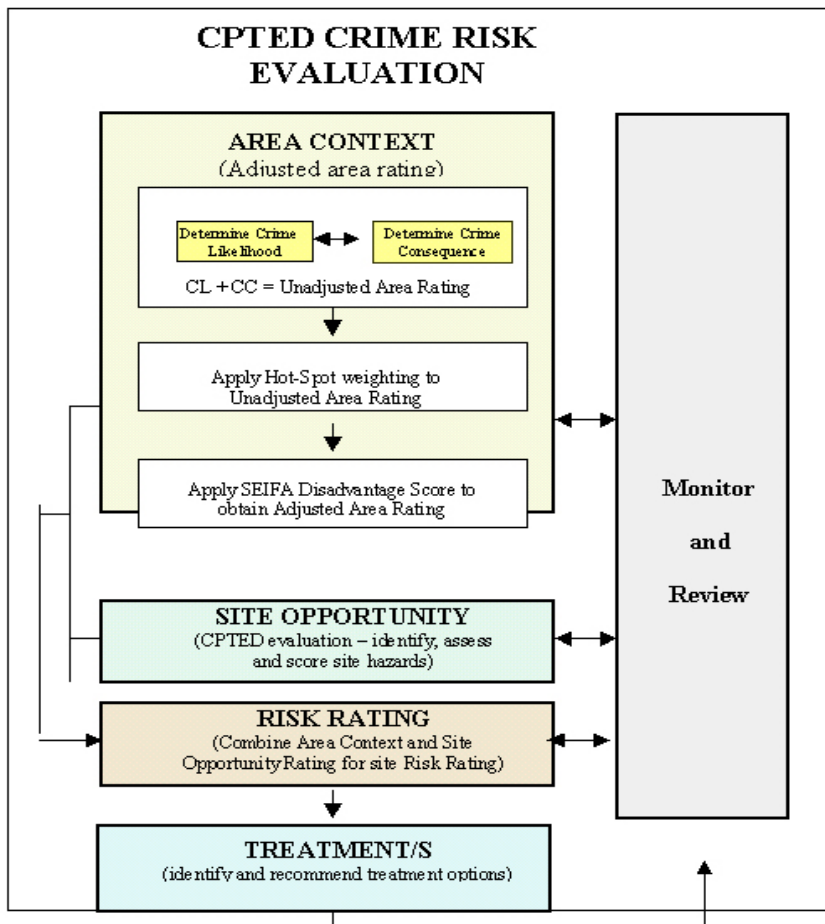 CPTED CRIME RISK
EVALUATION
AREA CONTEXT
(Adjusted area rating)
Determine Crime
Likelihood
Determine Crime
Consequence
CL + CC = Unadjusted Area Rating
Apply Hot-Spot weighting to
Unadjusted Area Rating
Apply SEIFA Disadvantage Score to
obtain Adjusted Area Rating
Monitor
and
Review
SITE OPPORTUNITY
(CPTED evaluation – identify, assess
and score site hazards)
RISK RATING
(Combine Area Context and Site
Opportunity Rating for site Risk Rating)
TREATMENT/S
(identify and recommend treatment options)